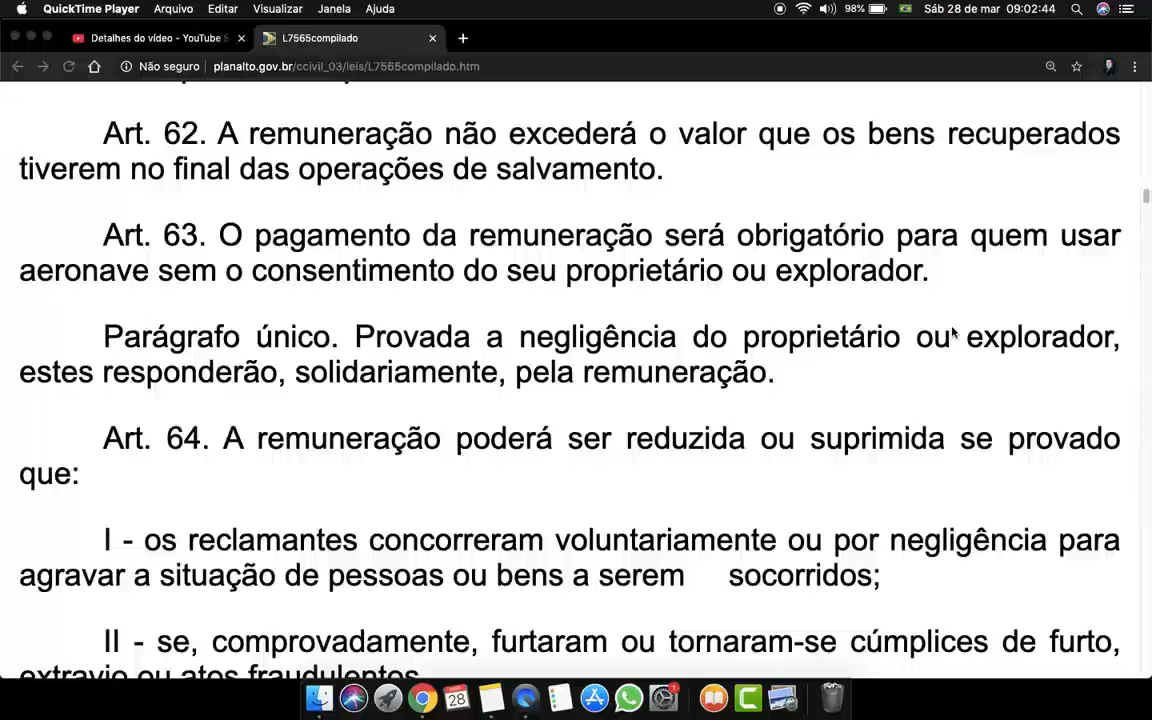 QuickTime Player Arquivo Editar Visualizar Janela Ajuda 98% Sáb 28 de mar 09:02:44
Detalhes do vídeo - YouTube S L7565compilado
Não seguro planalto.gov.br/ccivil_03/leis/L7565compilado.htm
Art. 62. A remuneração não excederá o valor que os bens recuperados
tiverem no final das operações de salvamento.
Art. 63. O pagamento da remuneração será obrigatório para quem usar
aeronave sem o consentimento do seu proprietário ou explorador.
Parágrafo único. Provada a negligência do proprietário ou explorador,
estes responderão, solidariamente, pela remuneração.
Art. 64. A remuneração poderá ser reduzida ou suprimida se provado
que:
I - os reclamantes concorreram voluntariamente ou por negligência para
agravar a situação de pessoas ou bens a serem socorridos;
II - se, comprovadamente, furtaram ou tornaram-se cúmplices de furto,
extravio ou atos fraudulentos.
28
1